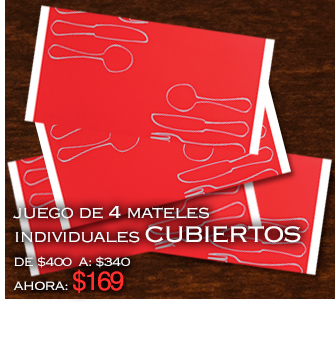 JUEGO DE 4 MATELES
INDIVIDUALES CUBIERTOS
DE $400 A: $340
AHORA: $169